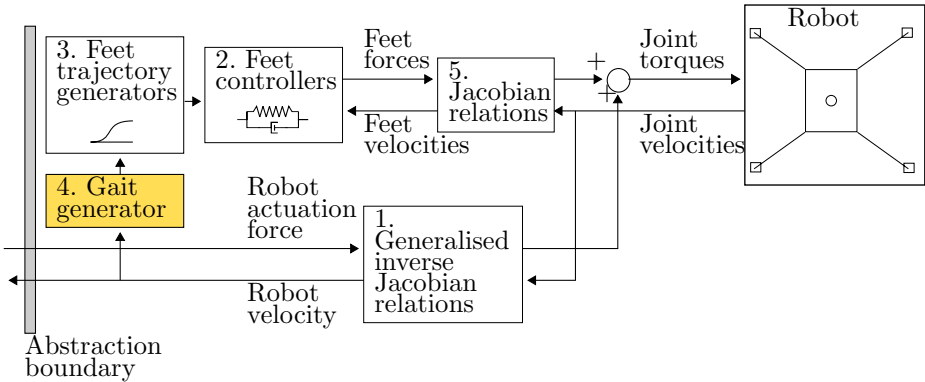 3. Feet
trajectory
generators
2. Feet
controllers
Feet
forces
5.
Jacobian
relations
+
+
Joint
torques
Robot
Feet
velocities
Joint
velocities
4. Gait
generator
Robot
actuation
force
1.
Generalised
inverse
Jacobian
relations
Robot
velocity
Abstraction
boundary